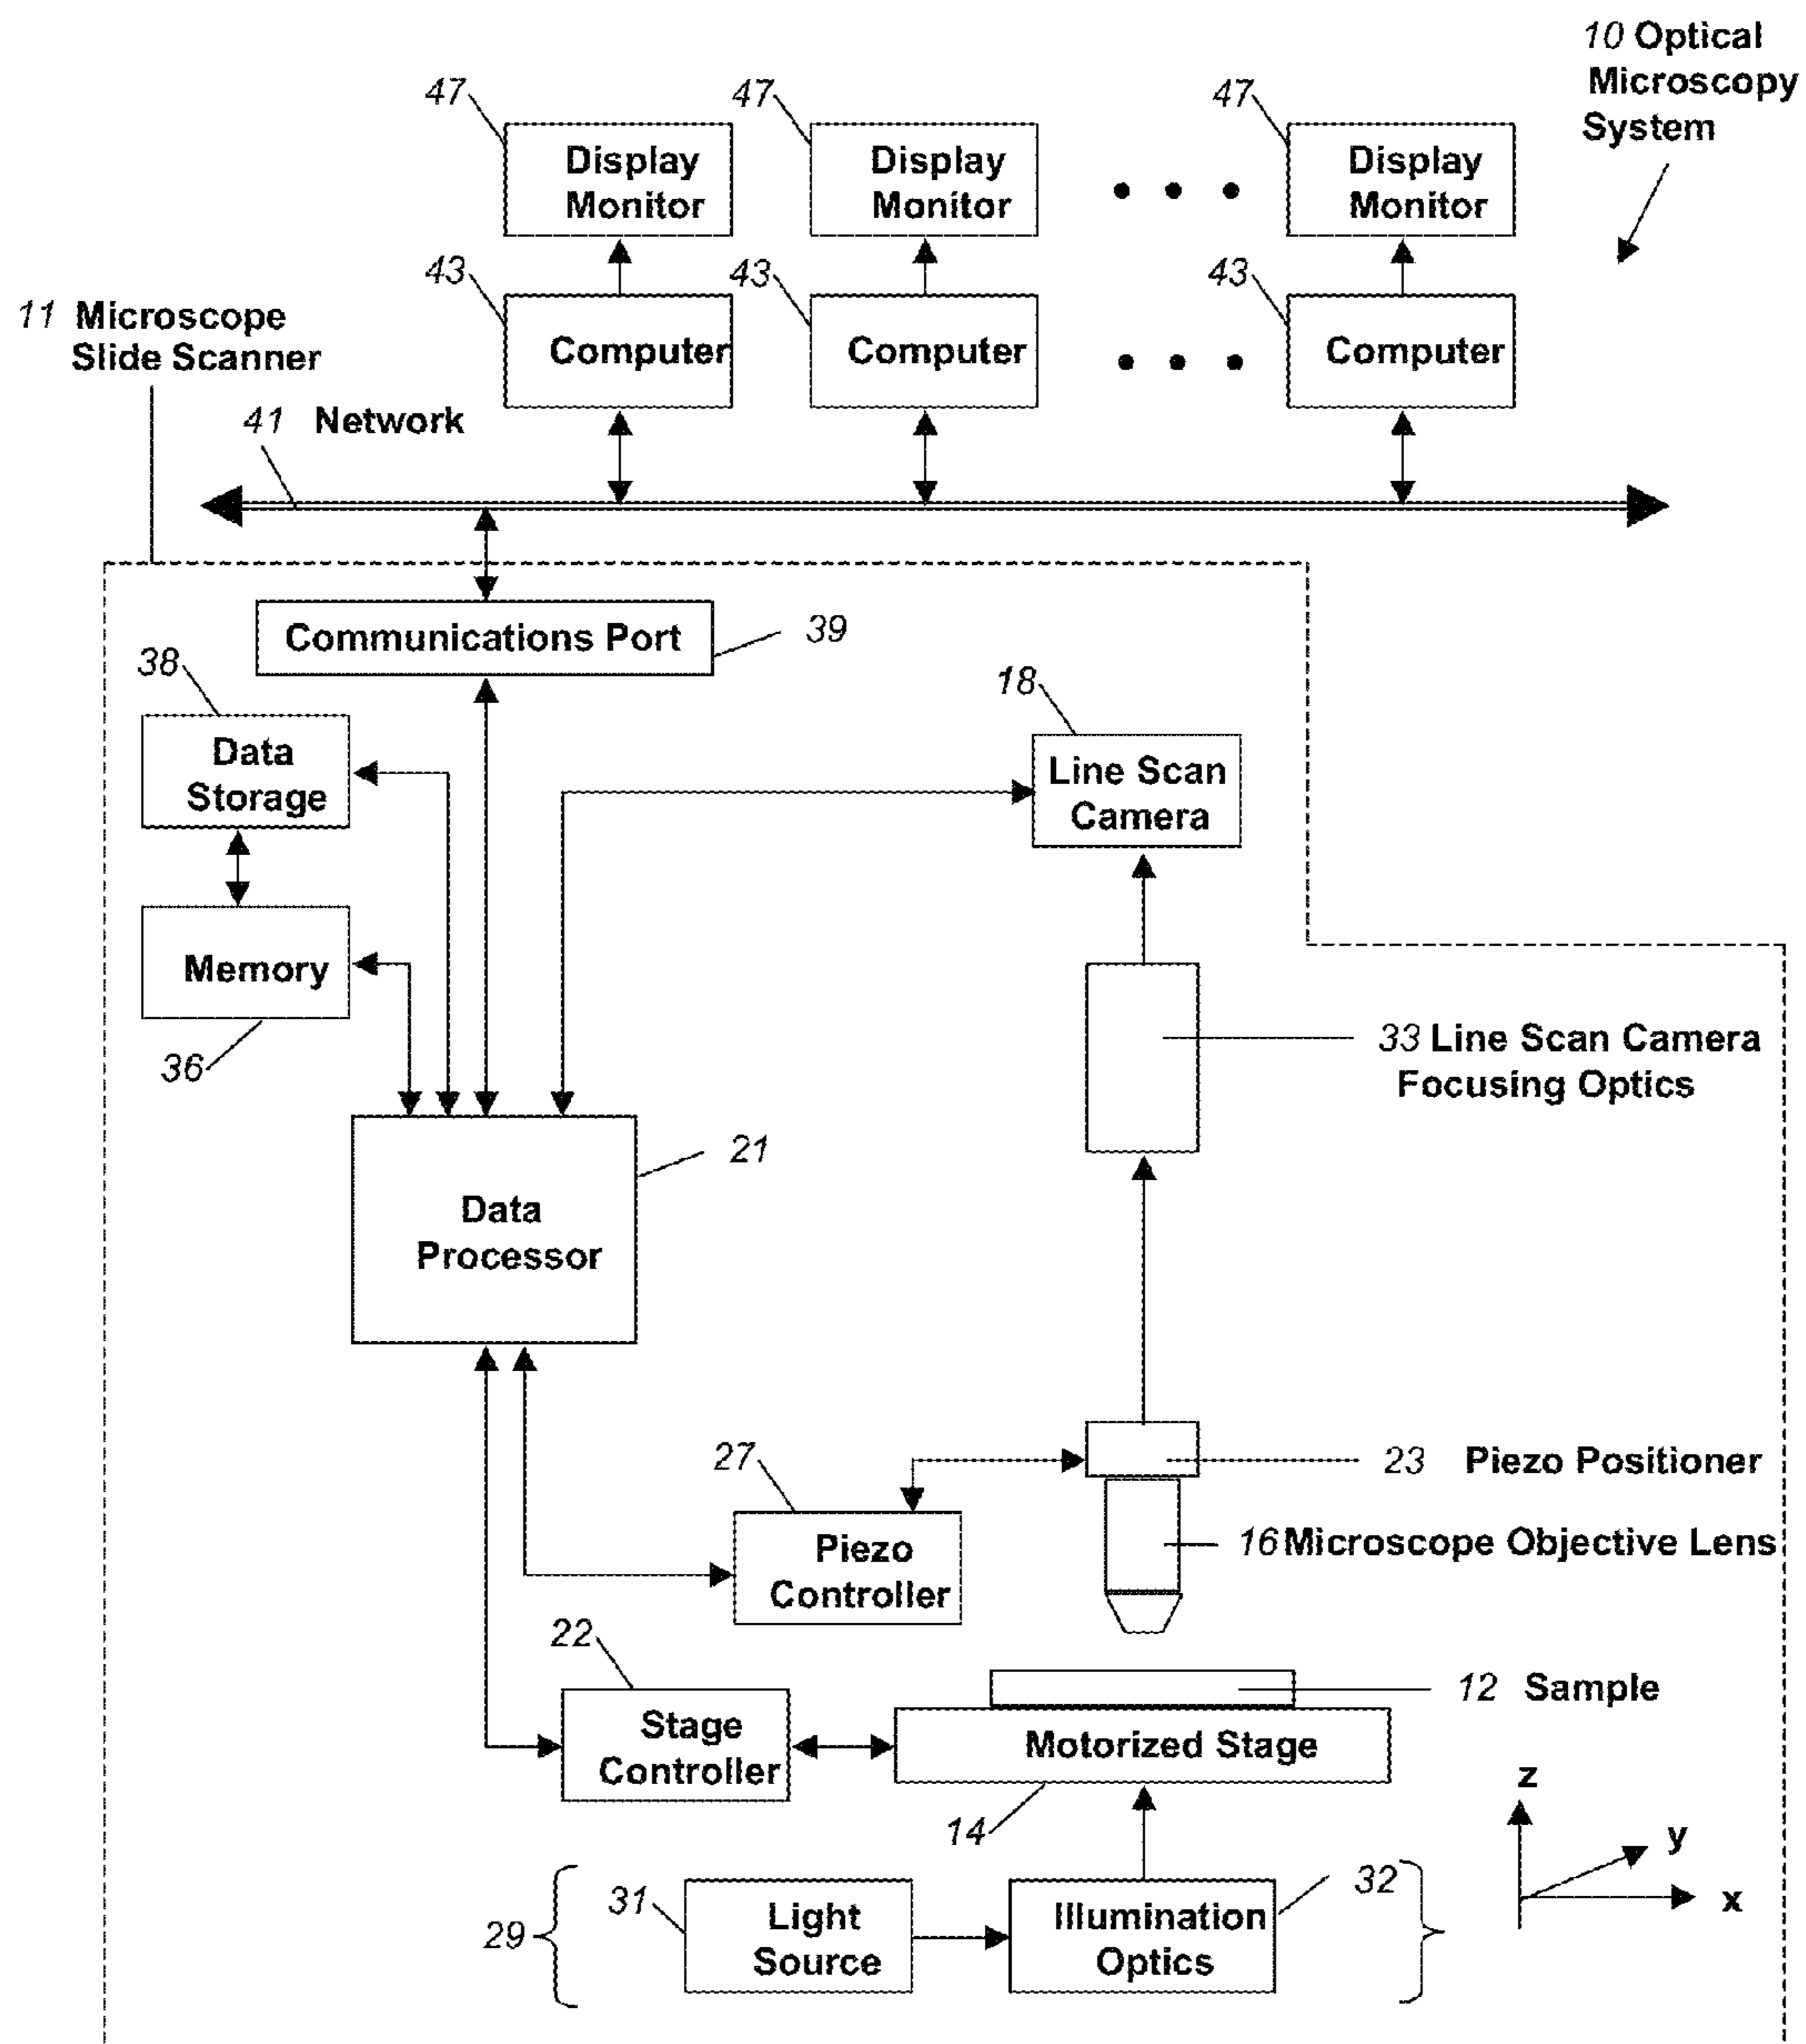 10 Optical
Microscopy
System
47
47
47
Display
Monitor
Display
Monitor
Display
Monitor
43
43
43
Computer
Computer
Computer
11 Microscope
Slide Scanner
41 Network
Communications Port
39
38
Data
Storage
18
Line Scan
Camera
Memory
36
33 Line Scan Camera
Focusing Optics
21
Data
Processor
23 Piezo Positioner
27
Piezo
Controller
16 Microscope Objective Lens
22
Stage
Controller
12 Sample
Motorized Stage
14
z
y
x
29
31
Light
Source
Illumination
Optics
32